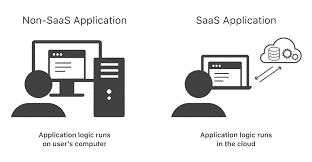 Non-SaaS Application
SaaS Application
Application logic runs
on user's computer
Application logic runs
in the cloud